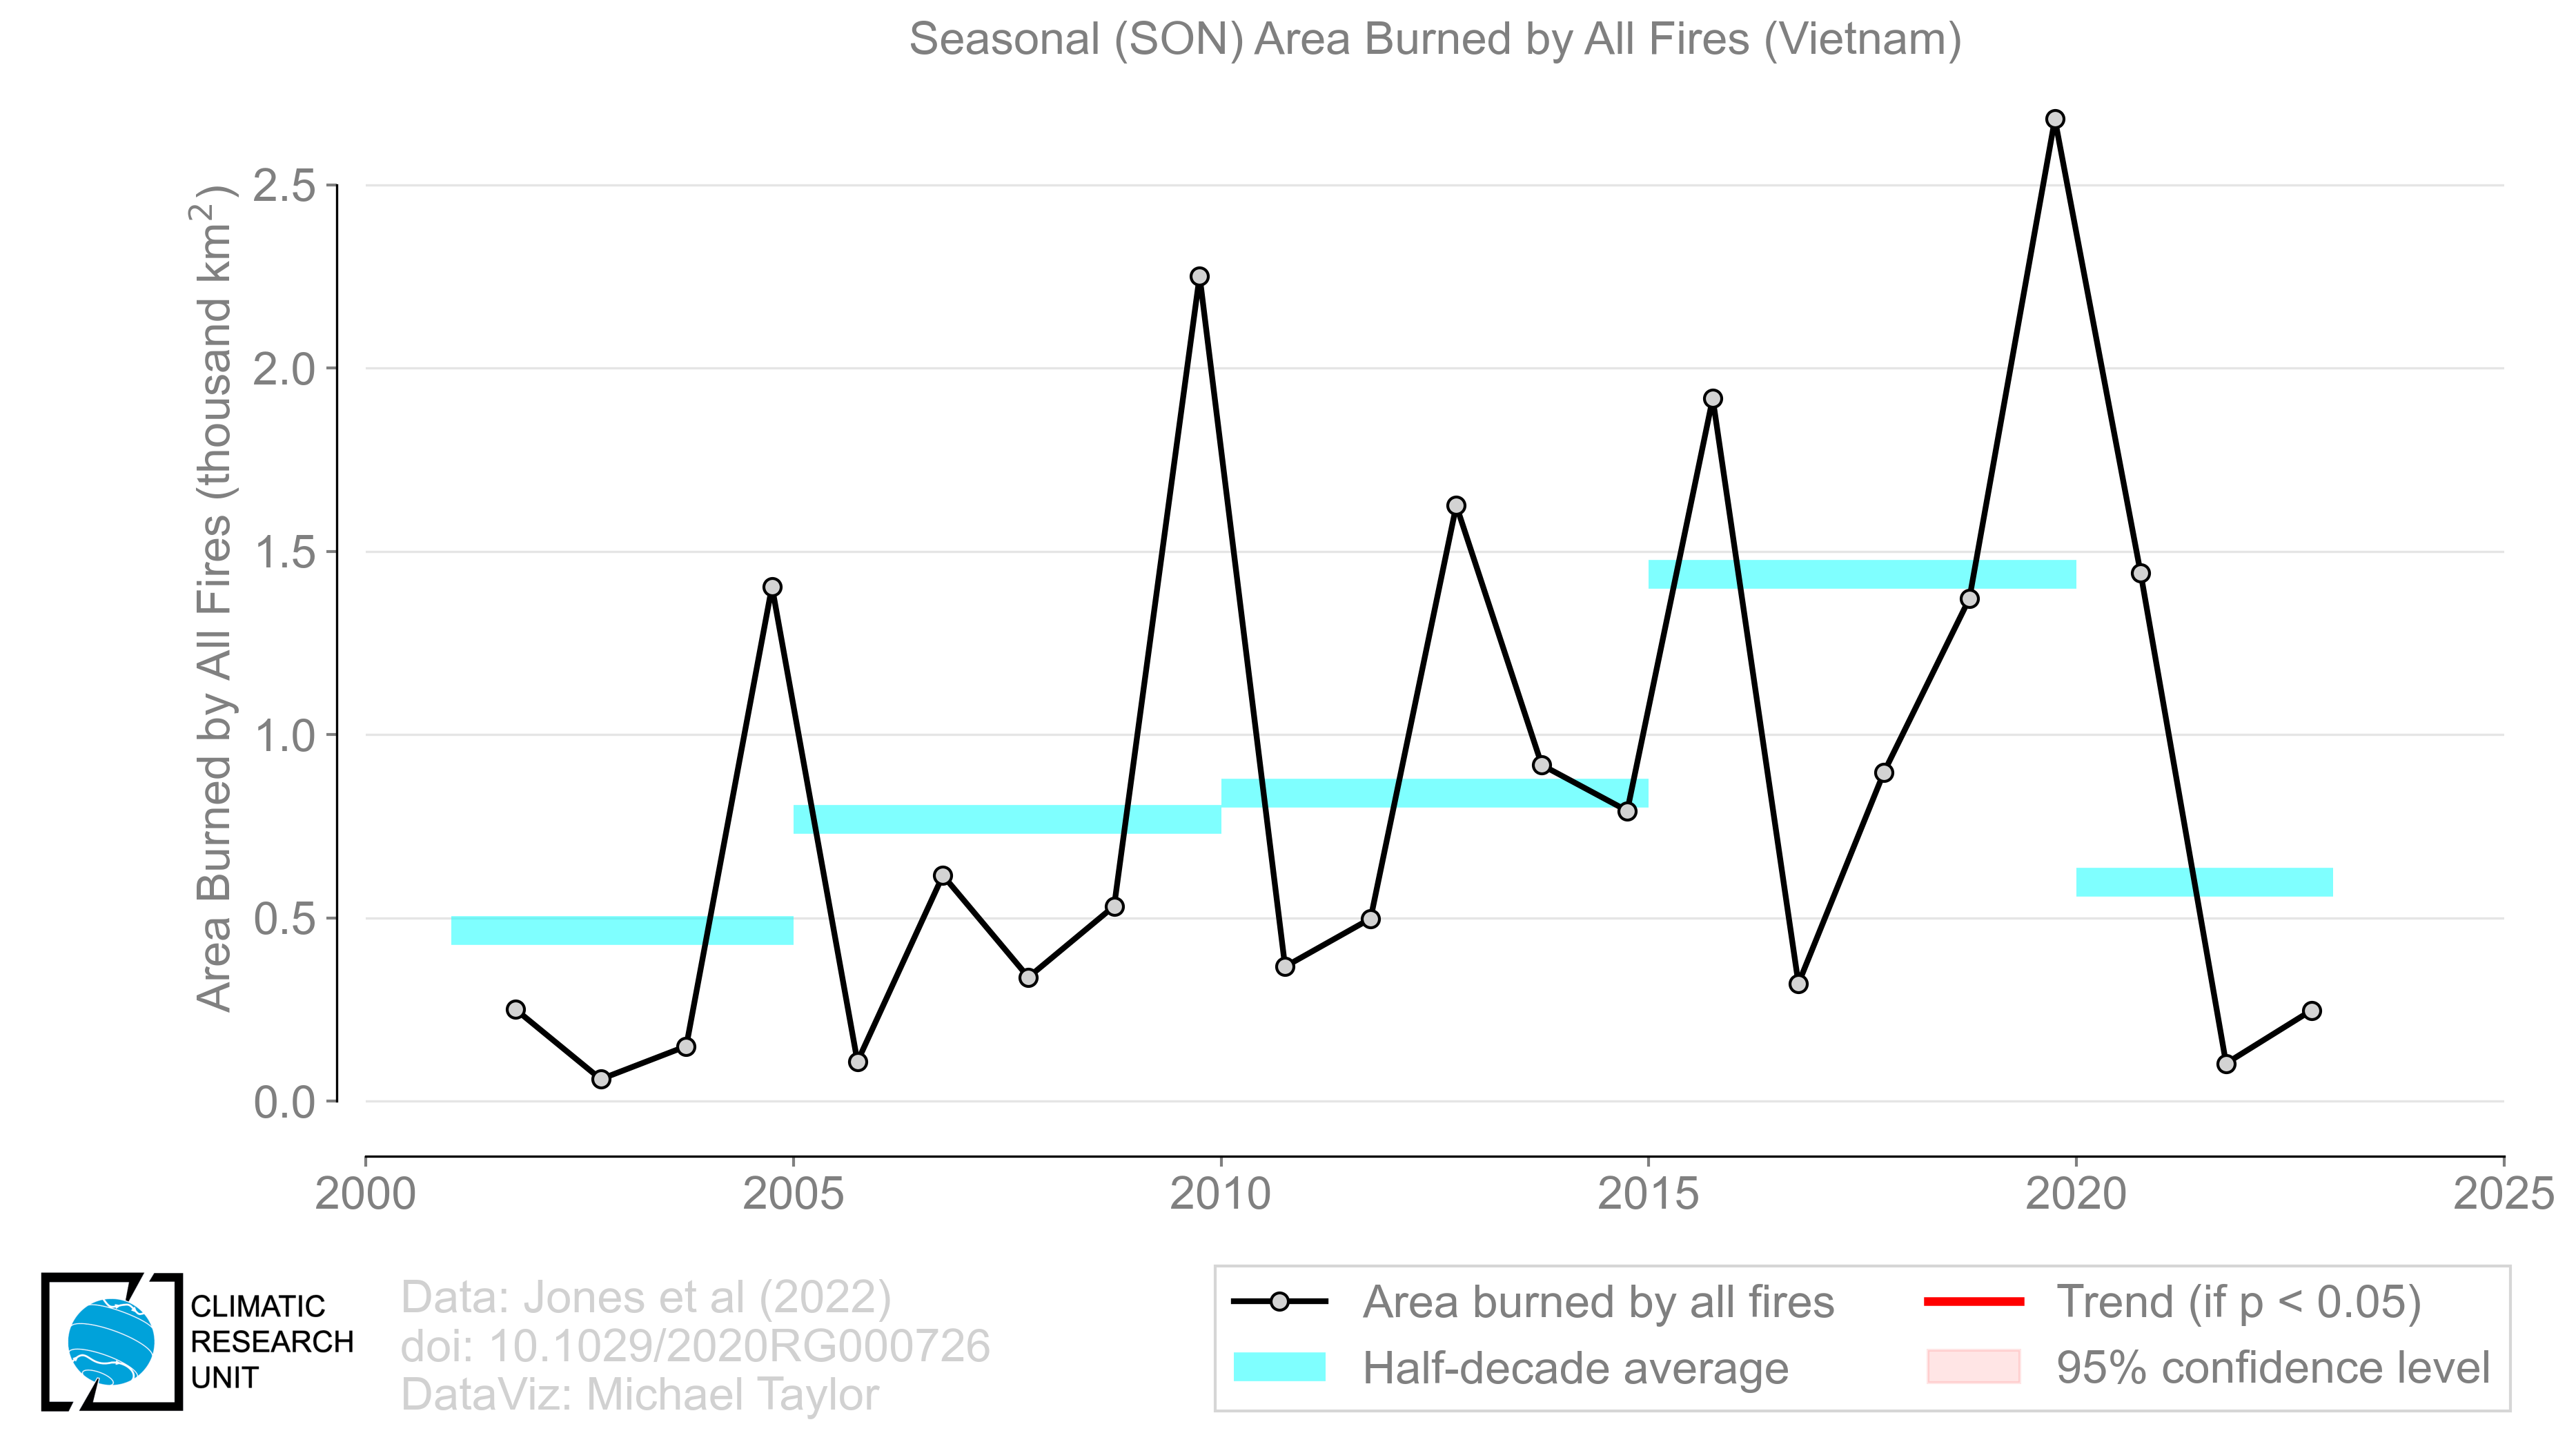 Seasonal (SON) Area Burned by All Fires (Vietnam)
Area Burned by All Fires (thousand km²)
2.5
2.0
1.5
1.0
0.5
0.0
2000 2005 2010 2015 2020 2025
CLIMATIC
RESEARCH
UNIT
Data: Jones et al (2022)
doi: 10.1029/2020RG000726
DataViz: Michael Taylor
Area burned by all fires
Half-decade average
Trend (if p < 0.05)
95% confidence level